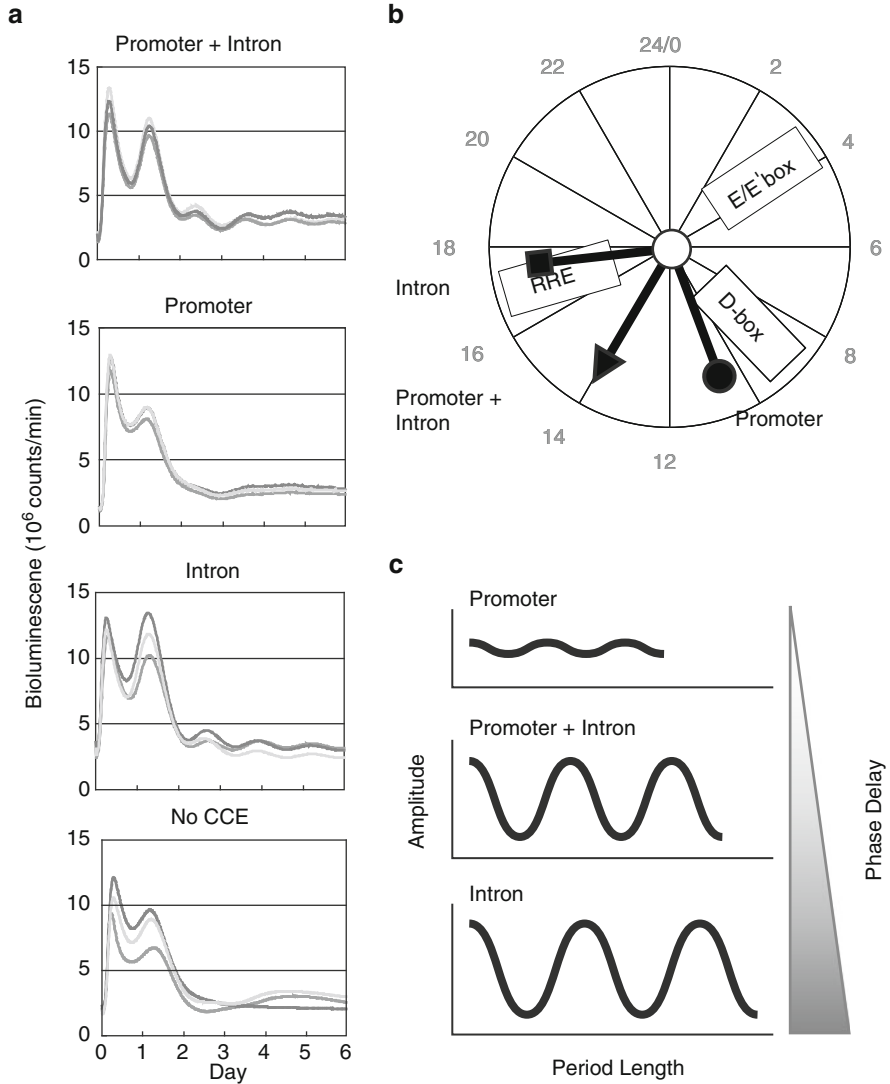 a
Promoter + Intron
15
10
5
0
Promoter
15
10
5
0
Intron
15
10
5
0
No CCE
15
10
5
0
0 1 2 3 4 5 6
Day
Bioluminescene (10⁶ counts/min)
b
24/0
2
4
6
8
12
14
16
18
20
22
E/E'box
D-box
RRE
Intron
Promoter +
Intron
Promoter
c
Promoter
Promoter + Intron
Intron
Amplitude
Period Length
Phase Delay